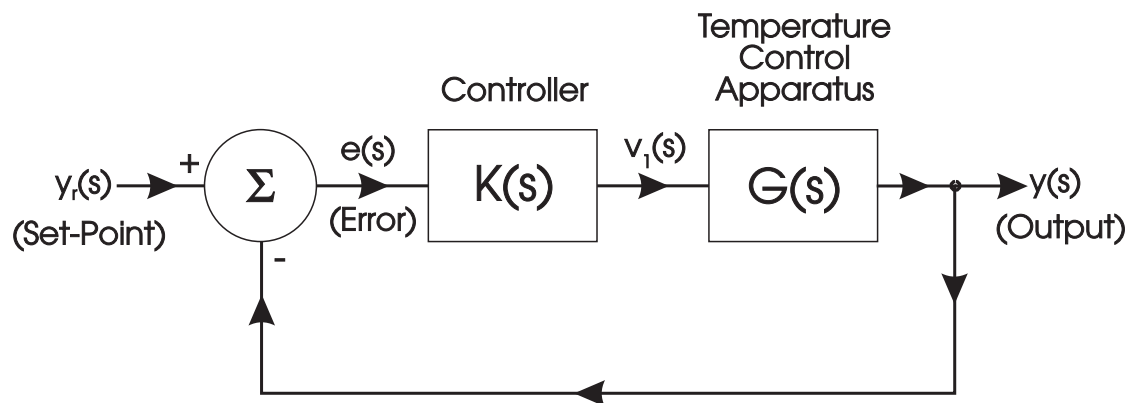 Temperature
Control
Apparatus
Controller
yr(s)
(Set-Point)
+
-
Σ
e(s)
(Error)
K(s)
v1(s)
G(s)
y(s)
(Output)